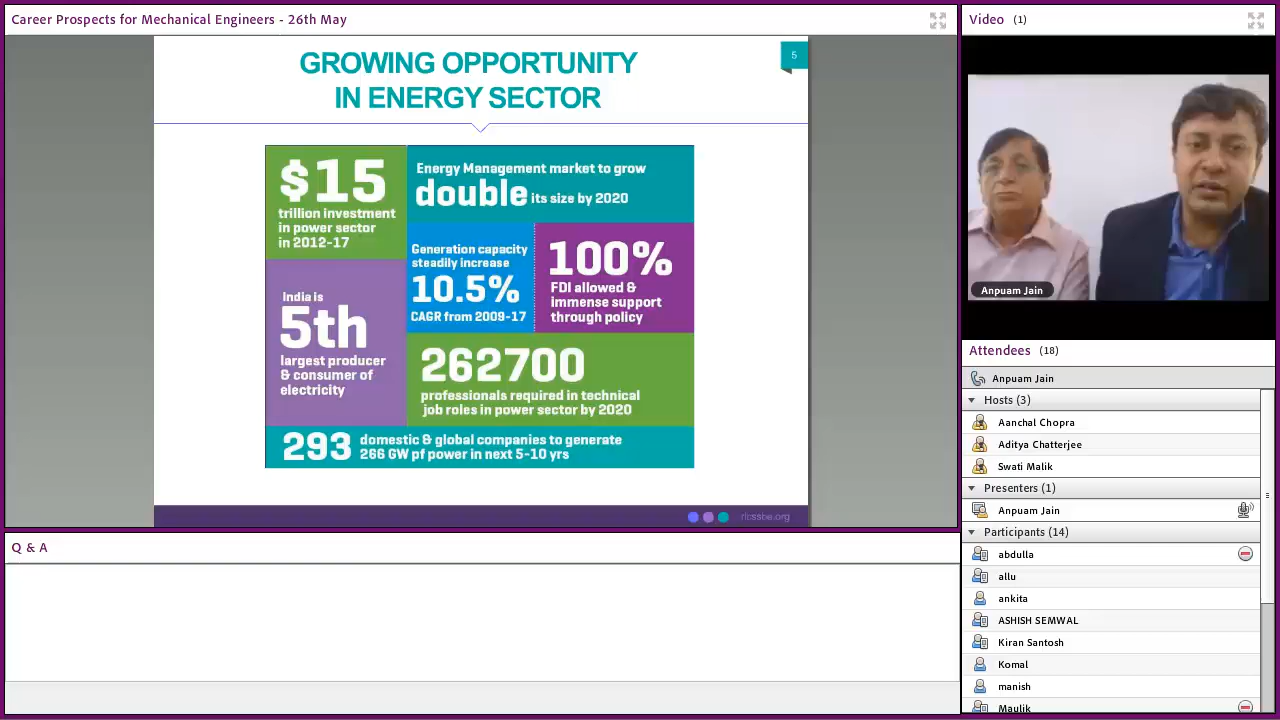 Career Prospects for Mechanical Engineers - 26th May
GROWING OPPORTUNITY
IN ENERGY SECTOR
5
$15
trillion investment
in power sector
in 2012-17
Energy Management market to grow
double its size by 2020
Generation capacity
steadily increase
10.5%
CAGR from 2009-17
100%
FDI allowed &
immense support
through policy
India is
5th
largest producer
& consumer of
electricity
262700
professionals required in technical
job roles in power sector by 2020
293 domestic & global companies to generate
266 GW pf power in next 5-10 yrs
ricssbe.org
Q & A
Video (1)
Anpuam Jain
Attendees (18)
Anpuam Jain
Hosts (3)
Aanchal Chopra
Aditya Chatterjee
Swati Malik
Presenters (1)
Anpuam Jain
Participants (14)
abdulla
allu
ankita
ASHISH SEMWAL
Kiran Santosh
Komal
manish
Maulik